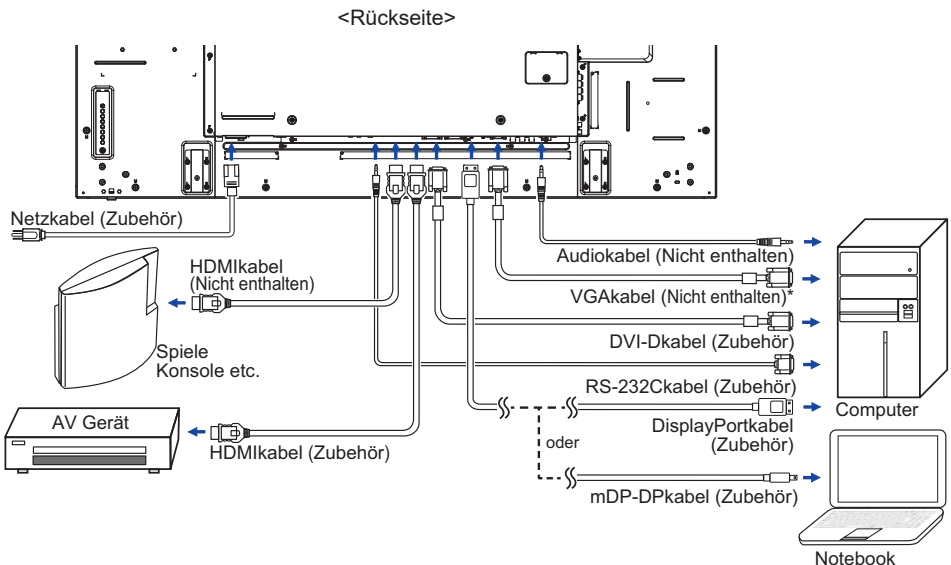 <Rückseite>
Netzkabel (Zubehör)
HDMIkabel
(Nicht enthalten)
Spiele
Konsole etc.
AV Gerät
HDMIkabel (Zubehör)
Audiokabel (Nicht enthalten)
VGAkabel (Nicht enthalten)*
DVI-Dkabel (Zubehör)
RS-232Ckabel (Zubehör)
DisplayPortkabel
(Zubehör)
oder
mDP-DPkabel (Zubehör)
Computer
Notebook